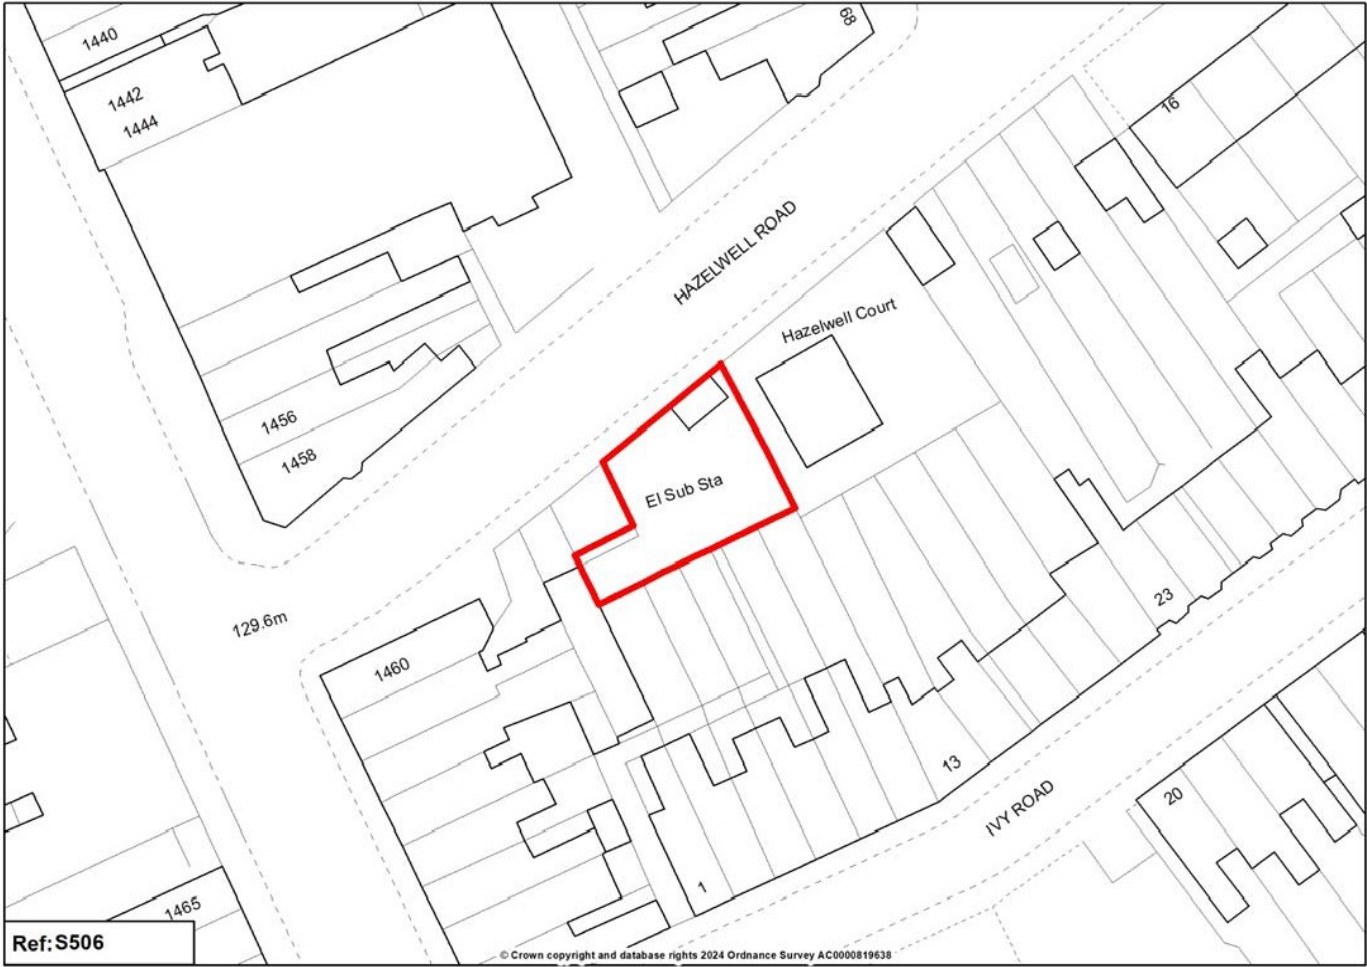 1440
68
1442
1444
16
HAZELWELL ROAD
Hazelwell Court
1456
1458
El Sub Sta
129.6m
23
1460
13
20
IVY ROAD
1
1465
Ref:S506
© Crown copyright and database rights 2024 Ordnance Survey AC0000819638